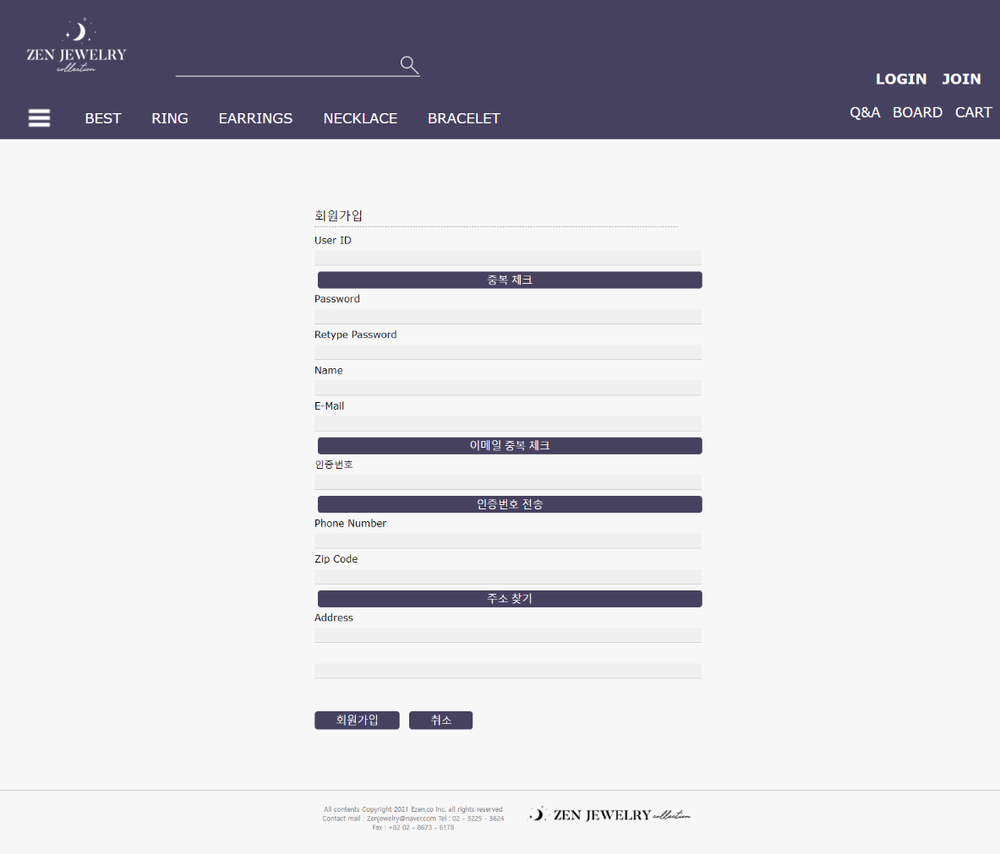 ZEN JEWELRY
collection
LOGIN JOIN
BEST RING EARRINGS NECKLACE BRACELET
Q&A BOARD CART
회원가입
User ID
중복 체크
Password
Retype Password
Name
E-Mail
이메일 중복 체크
인증번호
인증번호 전송
Phone Number
Zip Code
주소 찾기
Address
회원가입 취소
All contents Copyright 2021 Ezen.co Inc. all rights reserved
Contact mail : Zenjewelry@naver.com Tel : 02 - 3225 - 3624
Fax : +82 02 - 8673 - 6178
ZEN JEWELRY collection